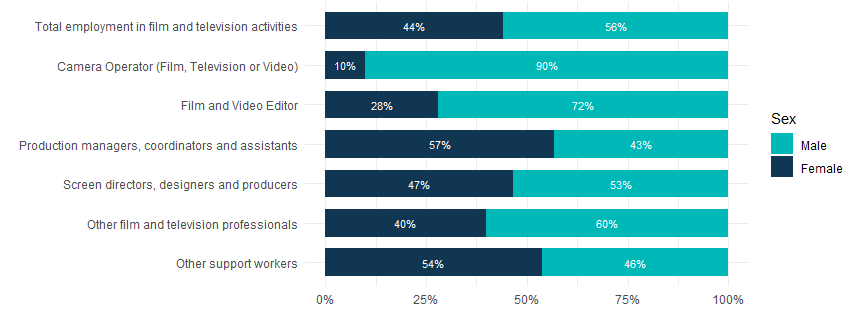 Total employment in film and television activities
44%
56%
Camera Operator (Film, Television or Video)
10%
90%
Film and Video Editor
28%
72%
Production managers, coordinators and assistants
57%
43%
Screen directors, designers and producers
47%
53%
Other film and television professionals
40%
60%
Other support workers
54%
46%
0%
25%
50%
75%
100%
Sex
Male
Female